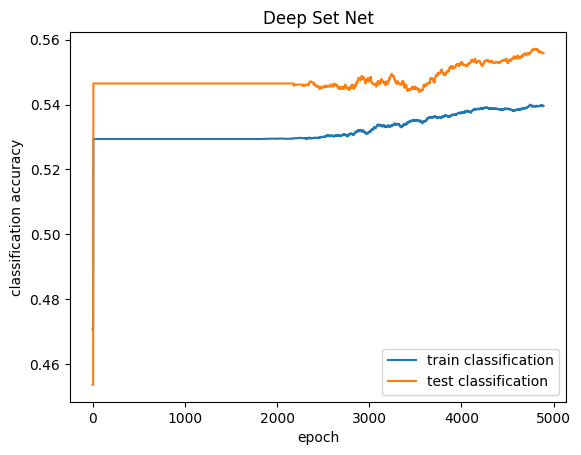 Deep Set Net
classification accuracy
0.56
0.54
0.52
0.50
0.48
0.46
0
1000
2000
3000
4000
5000
epoch
train classification
test classification